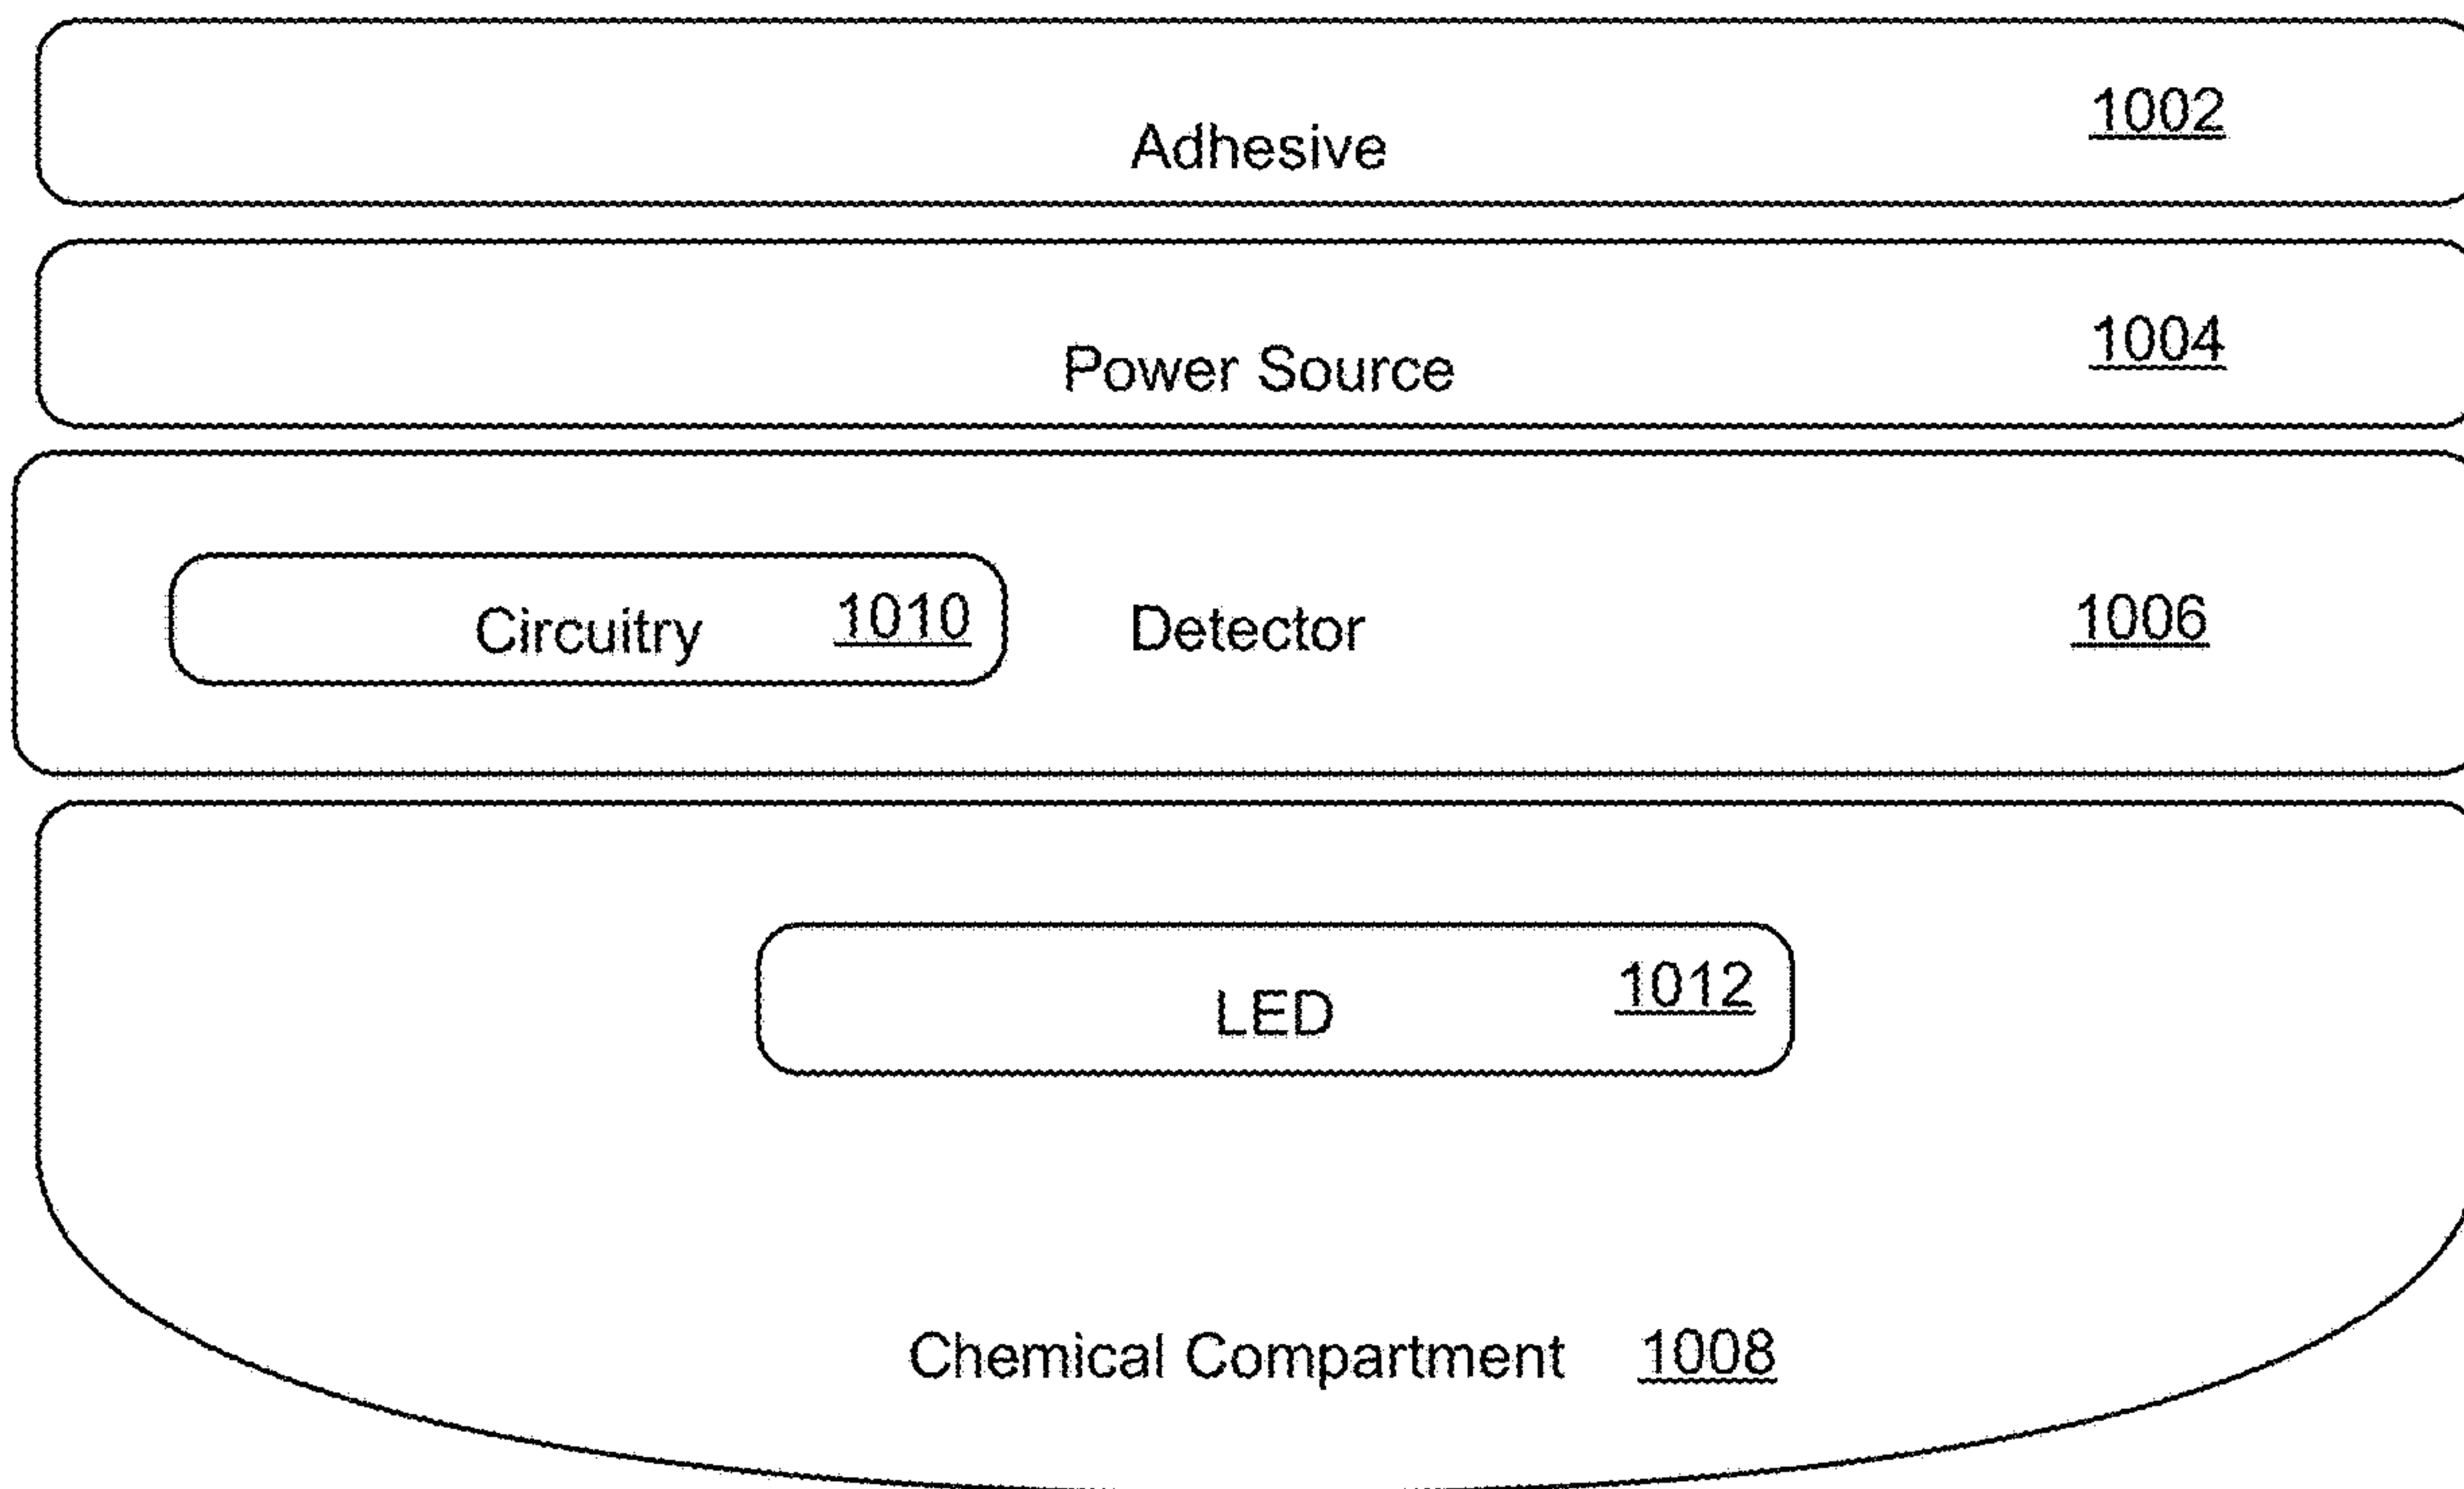 Adhesive 1002
Power Source 1004
Circuitry 1010 Detector 1006
LED 1012
Chemical Compartment 1008